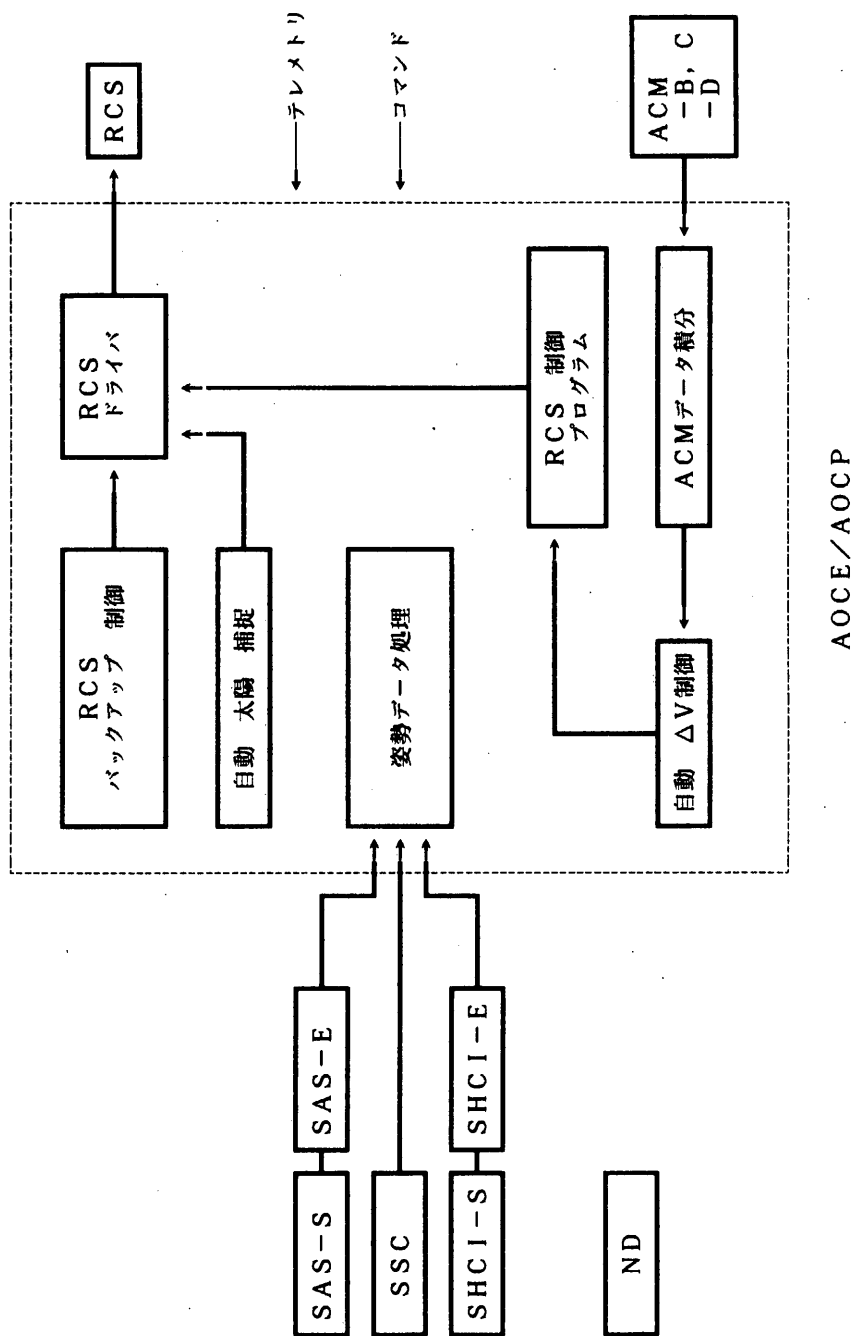 RCS
バックアップ 制御
RCS
ドライバ
RCS
自動 太陽 捕捉
テレメトリ
SAS-S
SAS-E
SSC
姿勢データ処理
コマンド
SHCI-S
SHCI-E
RCS 制御
プログラム
ND
自動 △V制御
ACMデータ積分
ACM
-B, C
-D
AOCE/AOCP